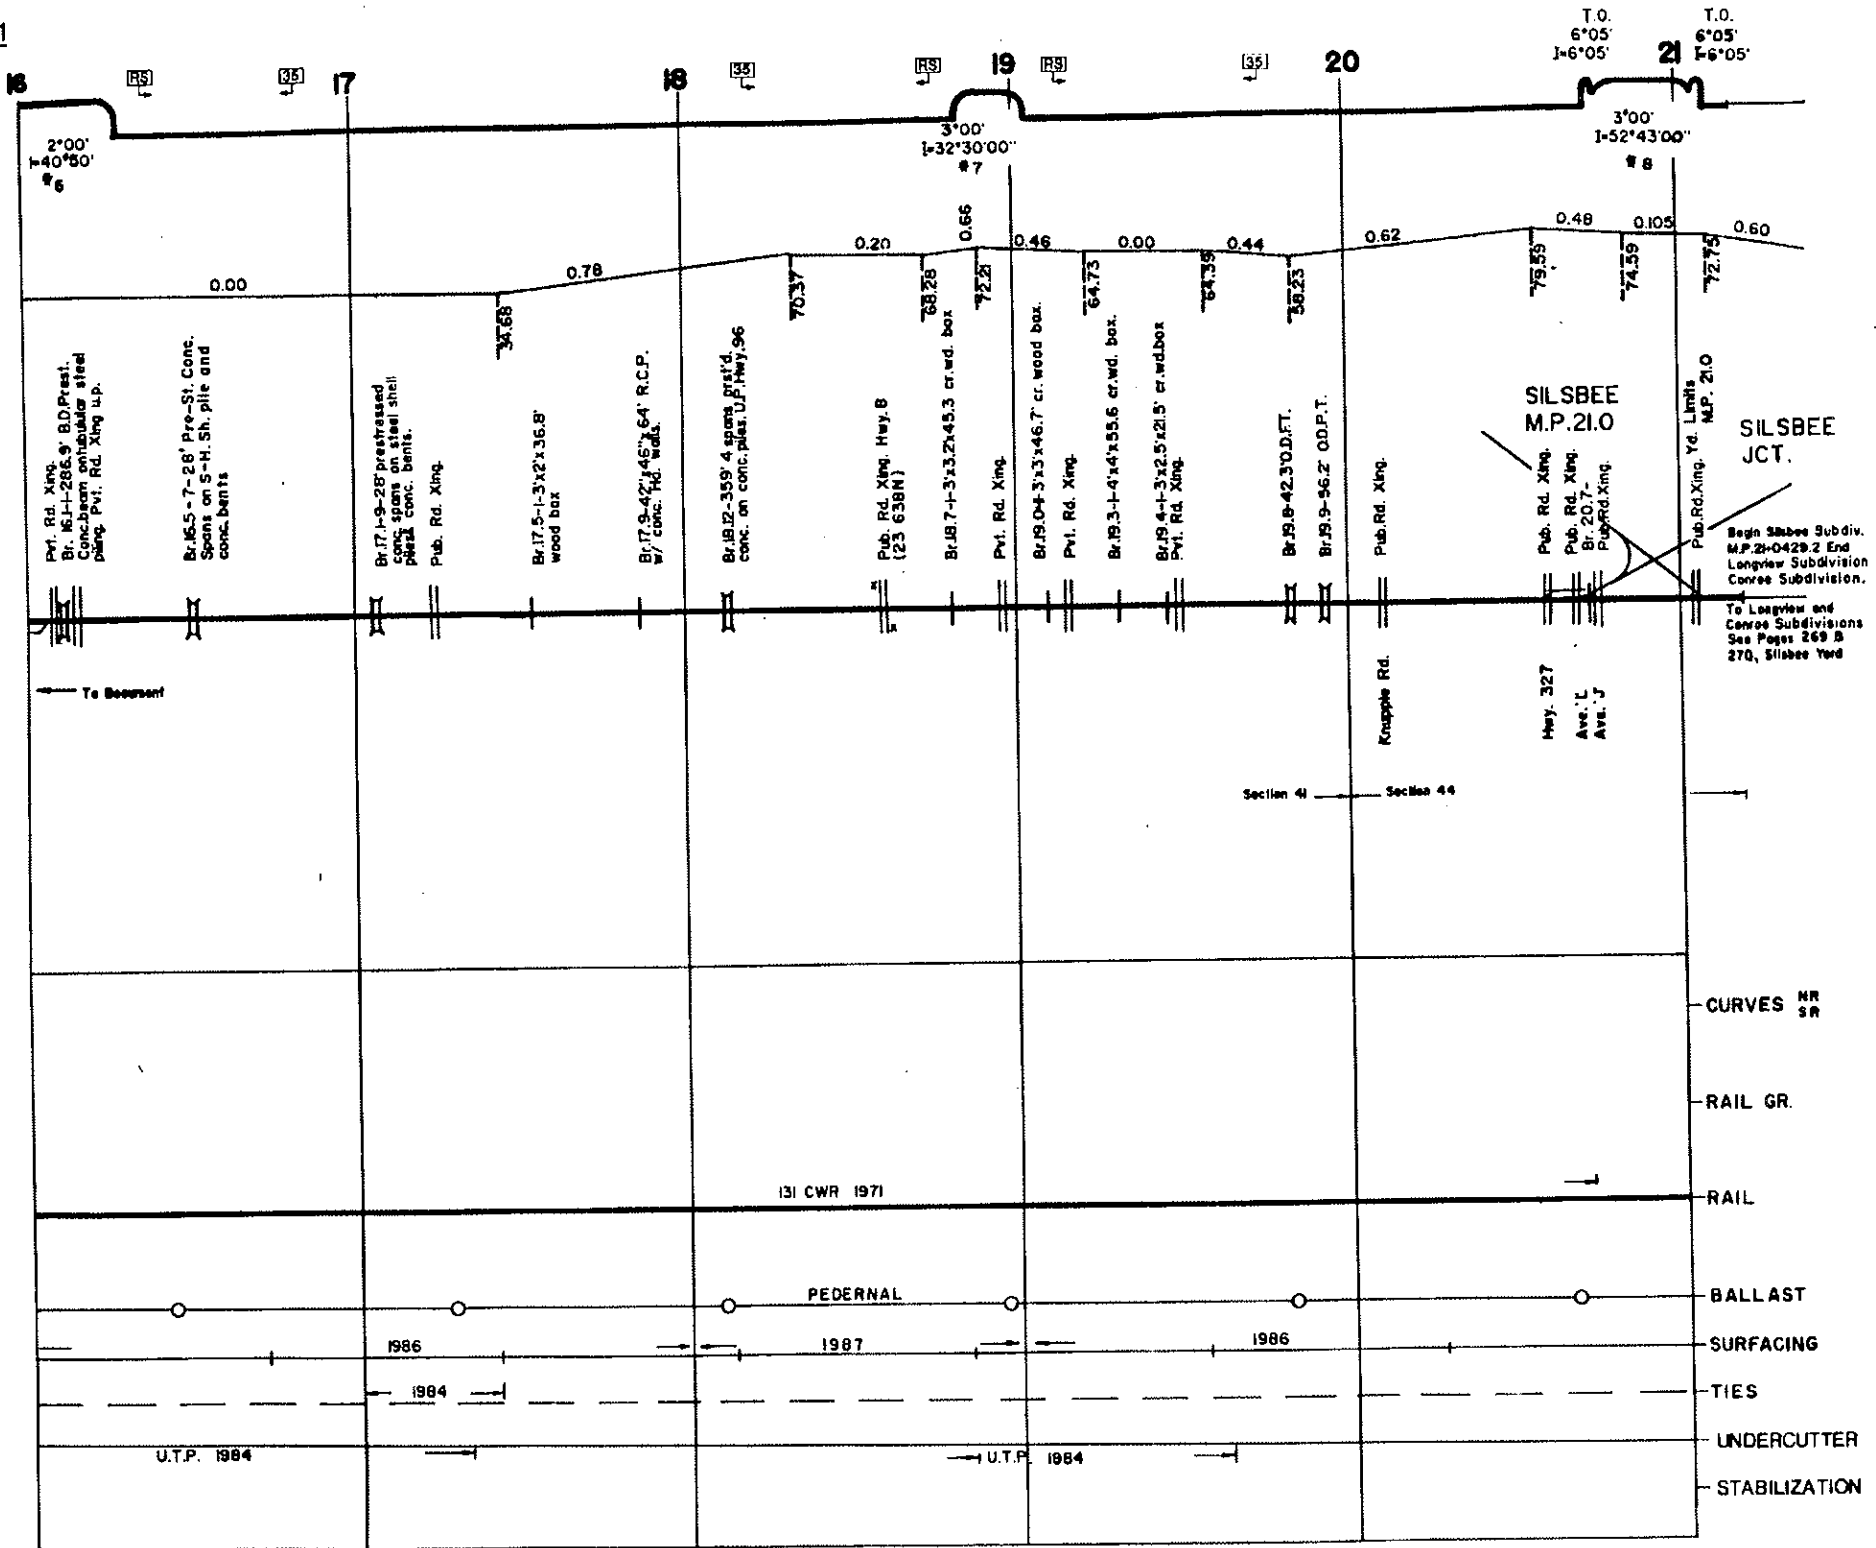 1
T.O.
6°05'
I=6°05'
T.O.
6°05'
I=6°05'
16
RS
35
17
18
35
RS
19
RS
35
20
21
2°00'
I=40°50'
#6
3°00'
I=32°30'00"
#7
3°00'
I=52°43'00"
#8
0.00
0.78
0.20
0.66
0.46
0.00
0.44
0.62
0.48
0.105
0.60
34.68
70.37
68.28
72.21
64.73
64.39
58.23
79.59
74.59
72.75
Pvt. Rd. Xing.
Br. 16.1-1-286.9' B.D.Prest.
Conc.beam on tubular steel
piling. Pvt. Rd. Xing u.p.
Br.16.5-7-28' Pre-St. Conc.
Spans on 5-H. Sh. pile and
conc.bents
Br.17.1-9-28' prestressed
conc. spans on steel shell
conc. bents.
Pub. Rd. Xing.
Br.17.5-1-3'x2'x36.8'
wood box
Br.17.9-42"x46"x64' R.C.P.
w/ conc. Hd. walls.
Br.18.12-359' 4 spans prst'd.
conc. on conc. piles. U.P. Hwy. 96
Pub. Rd. Xing. Hwy. B
(23 638N)
Br.18.7-1-3'x3.2'x45.3 cr.wd. box
Pvt. Rd. Xing.
Br.19.0-1-3'x3'x46.7' cr. wood box.
Pvt. Rd. Xing.
Br.19.3-1-4'x4'x55.6 cr.wd. box.
Br.19.4-1-3'x2.5'x21.5' cr.wd.box
Pvt. Rd. Xing.
Br.19.8-42.3'O.D.F.T.
Br.19.9-56.2' O.D.P.T.
Pub.Rd. Xing.
SILSBEE
M.P.21.0
Pub. Rd. Xing.
Pub. Rd. Xing.
Br. 20.7-
Pub.Rd.Xing.
Pub.Rd.Xing. Yd. Limits
M.P. 21.0
SILSBEE
JCT.
Begin Silsbee Subdiv.
M.P.21+0429.2 End
Longview Subdivision
Conroe Subdivision.
To Longview and
Conroe Subdivisions
See Pages 269 &
270, Silsbee Yard
To Beaumont
Knupple Rd.
Hwy. 327
Ave. 'L'
Ave. 'J'
Section 41
Section 44
CURVES NR
SR
RAIL GR.
131 CWR 1971
RAIL
PEDERNAL
BALLAST
1986
1987
1986
SURFACING
1984
TIES
U.T.P. 1984
U.T.P. 1984
UNDERCUTTER
STABILIZATION